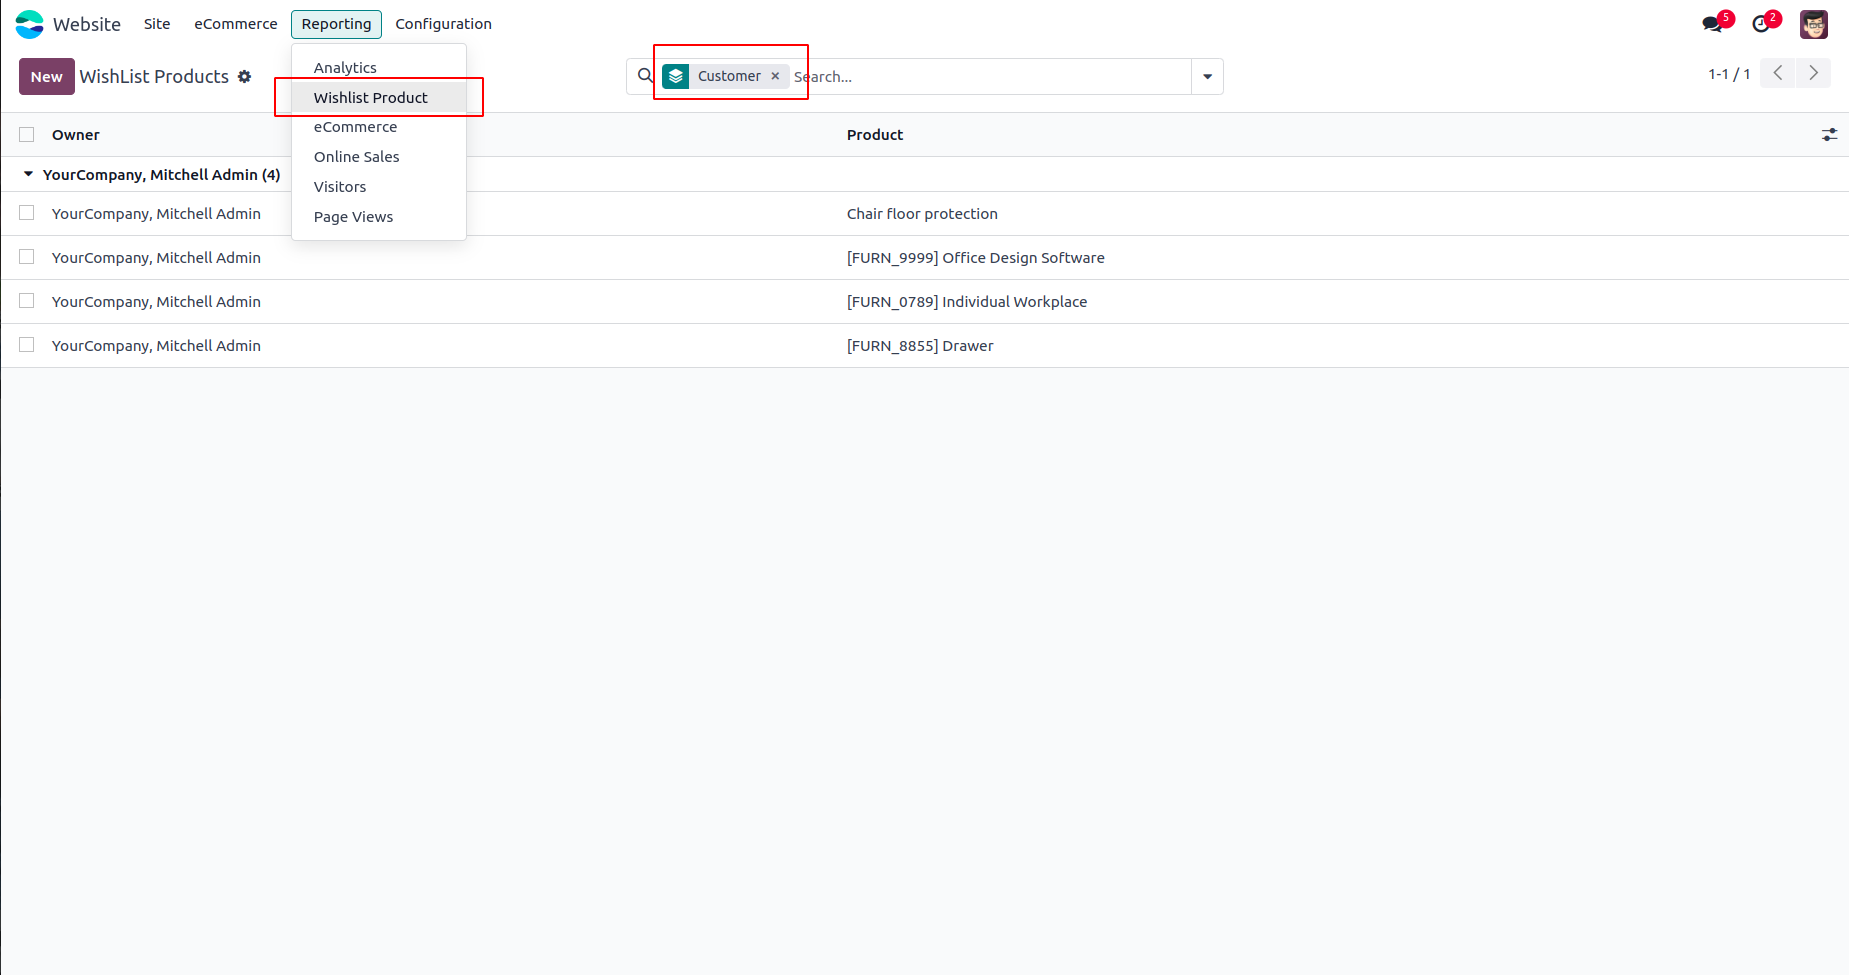 Website Site eCommerce Reporting Configuration 5 2
New WishList Products Customer × Search... 1-1 / 1
Analytics
Wishlist Product
eCommerce
Online Sales
Visitors
Page Views
Owner Product
YourCompany, Mitchell Admin (4)
YourCompany, Mitchell Admin Chair floor protection
YourCompany, Mitchell Admin [FURN_9999] Office Design Software
YourCompany, Mitchell Admin [FURN_0789] Individual Workplace
YourCompany, Mitchell Admin [FURN_8855] Drawer